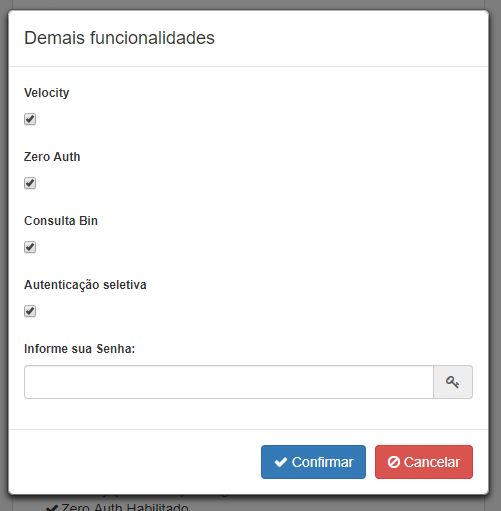 Demais funcionalidades
Velocity
Zero Auth
Consulta Bin
Autenticação seletiva
Informe sua Senha:
Confirmar Cancelar
Zero Auth Habilitado